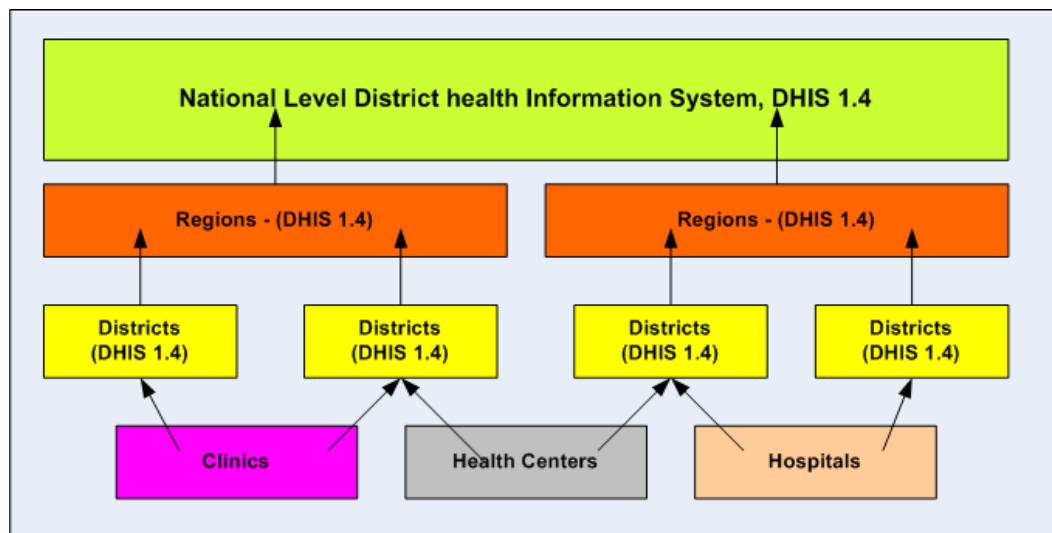 National Level District health Information System, DHIS 1.4
Regions - (DHIS 1.4)
Regions - (DHIS 1.4)
Districts
(DHIS 1.4)
Districts
(DHIS 1.4)
Districts
(DHIS 1.4)
Districts
(DHIS 1.4)
Clinics
Health Centers
Hospitals